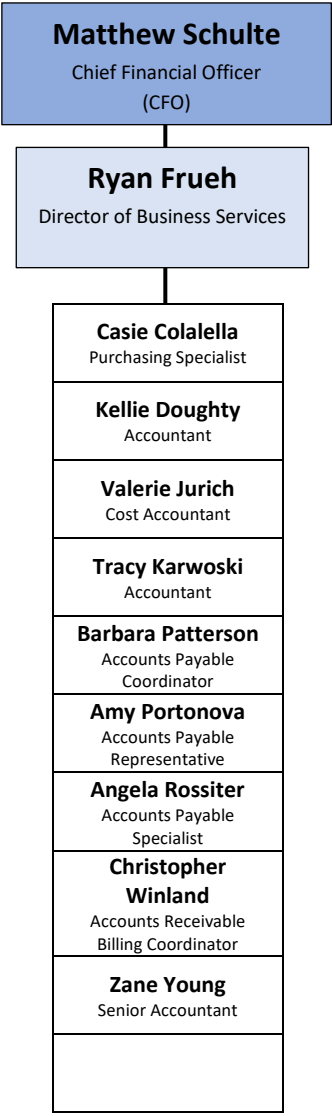 Matthew Schulte
Chief Financial Officer
(CFO)
Ryan Frueh
Director of Business Services
Casie Colalella
Purchasing Specialist
Kellie Doughty
Accountant
Valerie Jurich
Cost Accountant
Tracy Karwoski
Accountant
Barbara Patterson
Accounts Payable
Coordinator
Amy Portonova
Accounts Payable
Representative
Angela Rossiter
Accounts Payable
Specialist
Christopher
Winland
Accounts Receivable
Billing Coordinator
Zane Young
Senior Accountant